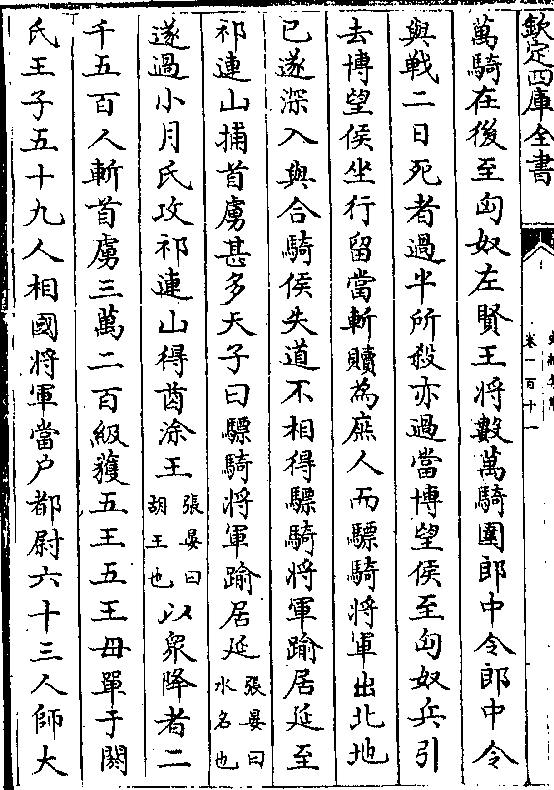 欽定四庫全書
卷一百十一
萬騎在後至匈奴左賢王將數萬騎圍郎中令郎中令
與戰二日死者過半所殺亦過當博望侯至匈奴兵引
去博望侯坐行留當斬贖為庶人而驃騎將軍出北地
已遂深入與合騎侯失道不相得驃騎將軍踰居延至
祁連山捕首虜甚多天子曰驃騎將軍踰居延張晏曰水名也
遂過小月氏攻祁連山得酋涂王張晏曰胡王也以衆降者二
千五百人斬首虜三萬二百級獲五王五王母單于閼
氏王子五十九人相國將軍當户都尉六十三人師大